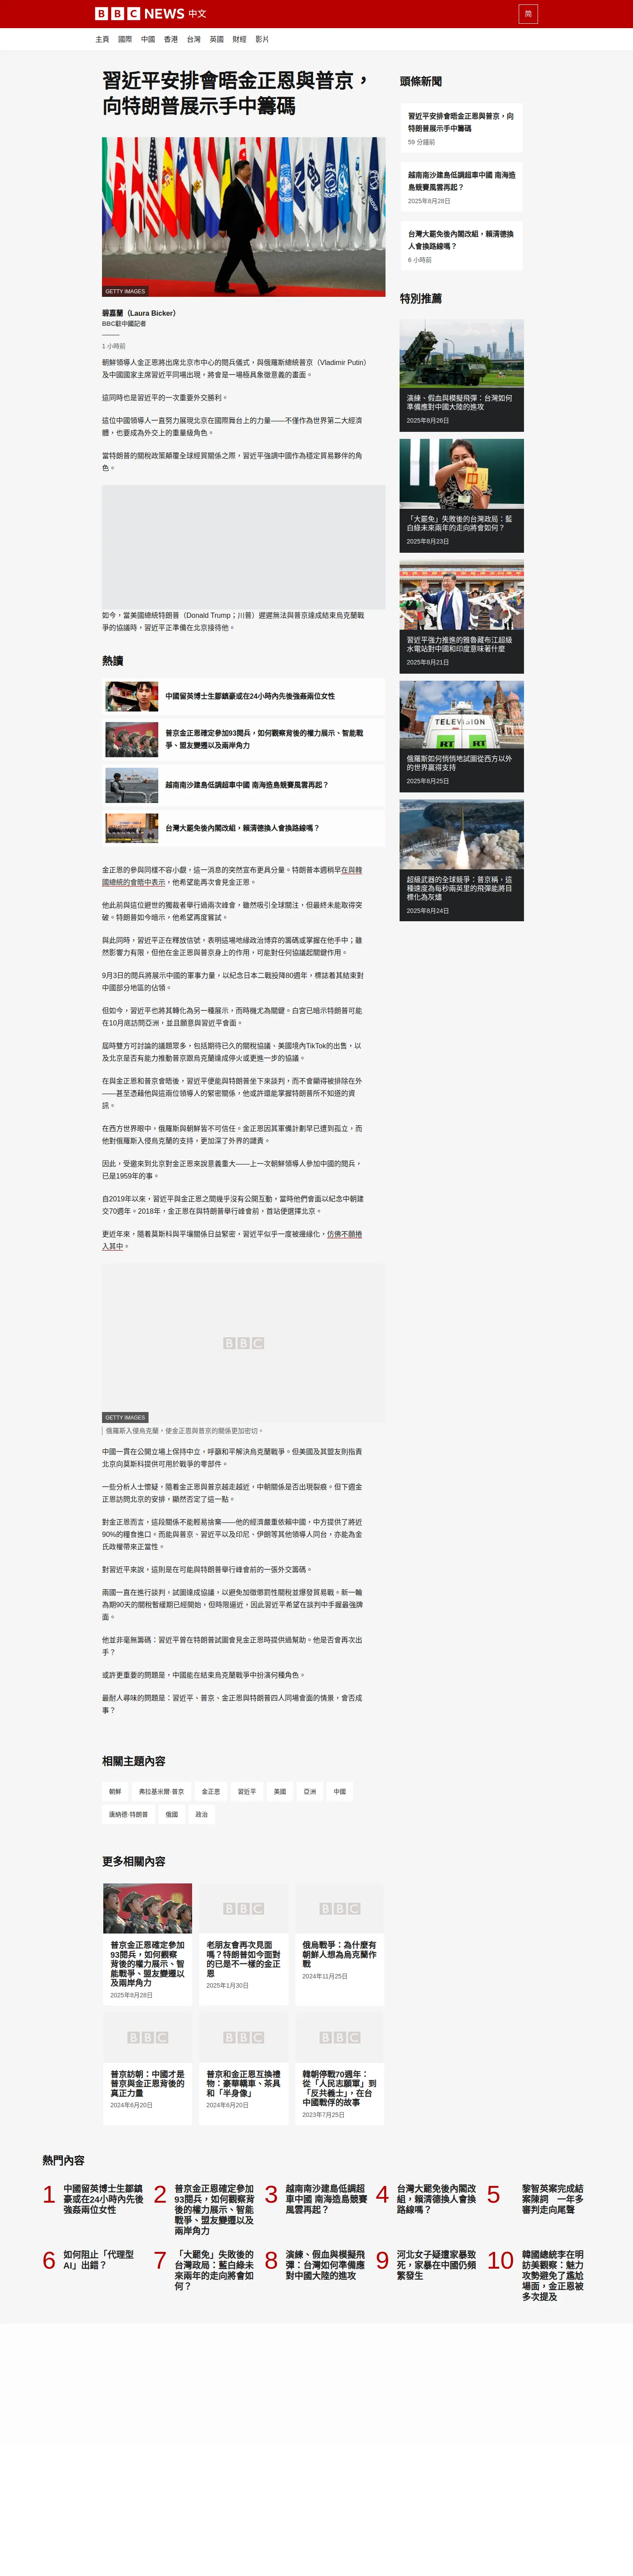 BBC NEWS 中文
简
主頁 國際 中國 香港 台灣 英國 財經 影片
習近平安排會晤金正恩與普京，
向特朗普展示手中籌碼
GETTY IMAGES
碧嘉蘭（Laura Bicker）
BBC駐中國記者
1 小時前
朝鮮領導人金正恩將出席北京市中心的閱兵儀式，與俄羅斯總統普京（Vladimir Putin）
及中國國家主席習近平同場出現，將會是一場極具象徵意義的畫面。
這同時也是習近平的一次重要外交勝利。
這位中國領導人一直努力展現北京在國際舞台上的力量——不僅作為世界第二大經濟
體，也要成為外交上的重量級角色。
當特朗普的關稅政策顛覆全球經貿關係之際，習近平強調中國作為穩定貿易夥伴的角
色。
如今，當美國總統特朗普（Donald Trump；川普）遲遲無法與普京達成結束烏克蘭戰
爭的協議時，習近平正準備在北京接待他。
熱讀
中國留英博士生鄒鎮豪或在24小時內先後強姦兩位女性
普京金正恩確定參加93閱兵，如何觀察背後的權力展示、智能戰
爭、盟友變遷以及兩岸角力
越南南沙建島低調超車中國 南海造島競賽風雲再起？
台灣大罷免後內閣改組，賴清德換人會換路線嗎？
金正恩的參與同樣不容小覷，這一消息的突然宣布更具分量。特朗普本週稍早在與韓
國總統的會晤中表示，他希望能再次會見金正恩。
他此前與這位避世的獨裁者舉行過兩次峰會，雖然吸引全球關注，但最終未能取得突
破。特朗普如今暗示，他希望再度嘗試。
與此同時，習近平正在釋放信號，表明這場地緣政治博弈的籌碼或掌握在他手中；雖
然影響力有限，但他在金正恩與普京身上的作用，可能對任何協議起關鍵作用。
9月3日的閱兵將展示中國的軍事力量，以紀念日本二戰投降80週年，標誌着其結束對
中國部分地區的佔領。
但如今，習近平也將其轉化為另一種展示，而時機尤為關鍵。白宮已暗示特朗普可能
在10月底訪問亞洲，並且願意與習近平會面。
屆時雙方可討論的議題眾多，包括期待已久的關稅協議、美國境內TikTok的出售，以
及北京是否有能力推動普京跟烏克蘭達成停火或更進一步的協議。
在與金正恩和普京會晤後，習近平便能與特朗普坐下來談判，而不會顯得被排除在外
——甚至憑藉他與這兩位領導人的緊密關係，他或許還能掌握特朗普所不知道的資
訊。
在西方世界眼中，俄羅斯與朝鮮皆不可信任。金正恩因其軍備計劃早已遭到孤立，而
他對俄羅斯入侵烏克蘭的支持，更加深了外界的譴責。
因此，受邀來到北京對金正恩來說意義重大——上一次朝鮮領導人參加中國的閱兵，
已是1959年的事。
自2019年以來，習近平與金正恩之間幾乎沒有公開互動，當時他們會面以紀念中朝建
交70週年。2018年，金正恩在與特朗普舉行峰會前，首站便選擇北京。
更近年來，隨着莫斯科與平壤關係日益緊密，習近平似乎一度被邊緣化，仿佛不願捲
入其中。
BBC
GETTY IMAGES
俄羅斯入侵烏克蘭，使金正恩與普京的關係更加密切。
中國一貫在公開立場上保持中立，呼籲和平解決烏克蘭戰爭。但美國及其盟友則指責
北京向莫斯科提供可用於戰爭的零部件。
一些分析人士懷疑，隨着金正恩與普京越走越近，中朝關係是否出現裂痕。但下週金
正恩訪問北京的安排，顯然否定了這一點。
對金正恩而言，這段關係不能輕易捨棄——他的經濟嚴重依賴中國，中方提供了將近
90%的糧食進口。而能與普京、習近平以及印尼、伊朗等其他領導人同台，亦能為金
氏政權帶來正當性。
對習近平來說，這則是在可能與特朗普舉行峰會前的一張外交籌碼。
兩國一直在進行談判，試圖達成協議，以避免加徵懲罰性關稅並爆發貿易戰。新一輪
為期90天的關稅暫緩期已經開始，但時限逼近，因此習近平希望在談判中手握最強牌
面。
他並非毫無籌碼：習近平曾在特朗普試圖會見金正恩時提供過幫助。他是否會再次出
手？
或許更重要的問題是，中國能在結束烏克蘭戰爭中扮演何種角色。
最耐人尋味的問題是：習近平、普京、金正恩與特朗普四人同場會面的情景，會否成
事？
相關主題內容
朝鮮 弗拉基米爾·普京 金正恩 習近平 美國 亞洲 中國
唐納德·特朗普 俄國 政治
更多相關內容
普京金正恩確定參加
93閱兵，如何觀察
背後的權力展示、智
能戰爭、盟友變遷以
及兩岸角力
2025年8月28日
BBC
老朋友會再次見面
嗎？特朗普如今面對
的已是不一樣的金正
恩
2025年1月30日
BBC
俄烏戰爭：為什麼有
朝鮮人想為烏克蘭作
戰
2024年11月25日
BBC
普京訪朝：中國才是
普京與金正恩背後的
真正力量
2024年6月20日
BBC
普京和金正恩互換禮
物：豪華轎車、茶具
和「半身像」
2024年6月20日
BBC
韓朝停戰70週年：
從「人民志願軍」到
「反共義士」，在台
中國戰俘的故事
2023年7月25日
頭條新聞
習近平安排會晤金正恩與普京，向
特朗普展示手中籌碼
59 分鐘前
越南南沙建島低調超車中國 南海造
島競賽風雲再起？
2025年8月28日
台灣大罷免後內閣改組，賴清德換
人會換路線嗎？
6 小時前
特別推薦
演練、假血與模擬飛彈：台灣如何
準備應對中國大陸的進攻
2025年8月26日
「大罷免」失敗後的台灣政局：藍
白綠未來兩年的走向將會如何？
2025年8月23日
習近平強力推進的雅魯藏布江超級
水電站對中國和印度意味著什麼
2025年8月21日
TELEVISION
RT RT
俄羅斯如何悄悄地試圖從西方以外
的世界贏得支持
2025年8月25日
超級武器的全球競爭：普京稱，這
種速度為每秒兩英里的飛彈能將目
標化為灰燼
2025年8月24日
熱門內容
1 中國留英博士生鄒鎮
豪或在24小時內先後
強姦兩位女性
2 普京金正恩確定參加
93閱兵，如何觀察背
後的權力展示、智能
戰爭、盟友變遷以及
兩岸角力
3 越南南沙建島低調超
車中國 南海造島競賽
風雲再起？
4 台灣大罷免後內閣改
組，賴清德換人會換
路線嗎？
5 黎智英案完成結
案陳詞 一年多
審判走向尾聲
6 如何阻止「代理型
AI」出錯？
7 「大罷免」失敗後的
台灣政局：藍白綠未
來兩年的走向將會如
何？
8 演練、假血與模擬飛
彈：台灣如何準備應
對中國大陸的進攻
9 河北女子疑遭家暴致
死，家暴在中國仍頻
繁發生
10 韓國總統李在明
訪美觀察：魅力
攻勢避免了尷尬
場面，金正恩被
多次提及